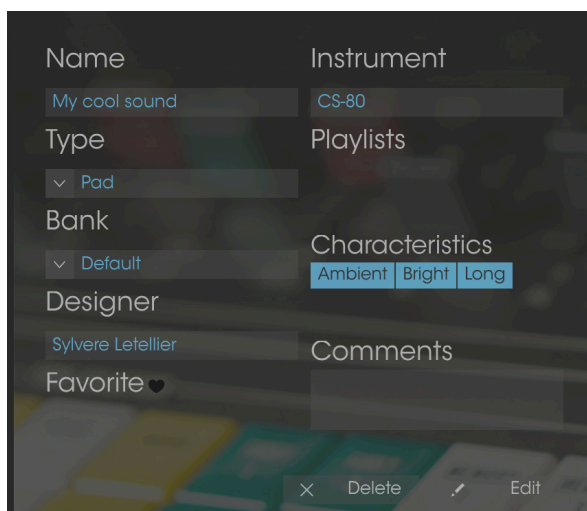 Name
My cool sound
Type
Pad
Bank
Default
Designer
Sylvere Letellier
Favorite
Instrument
CS-80
Playlists
Characteristics
Ambient Bright Long
Comments
Delete Edit